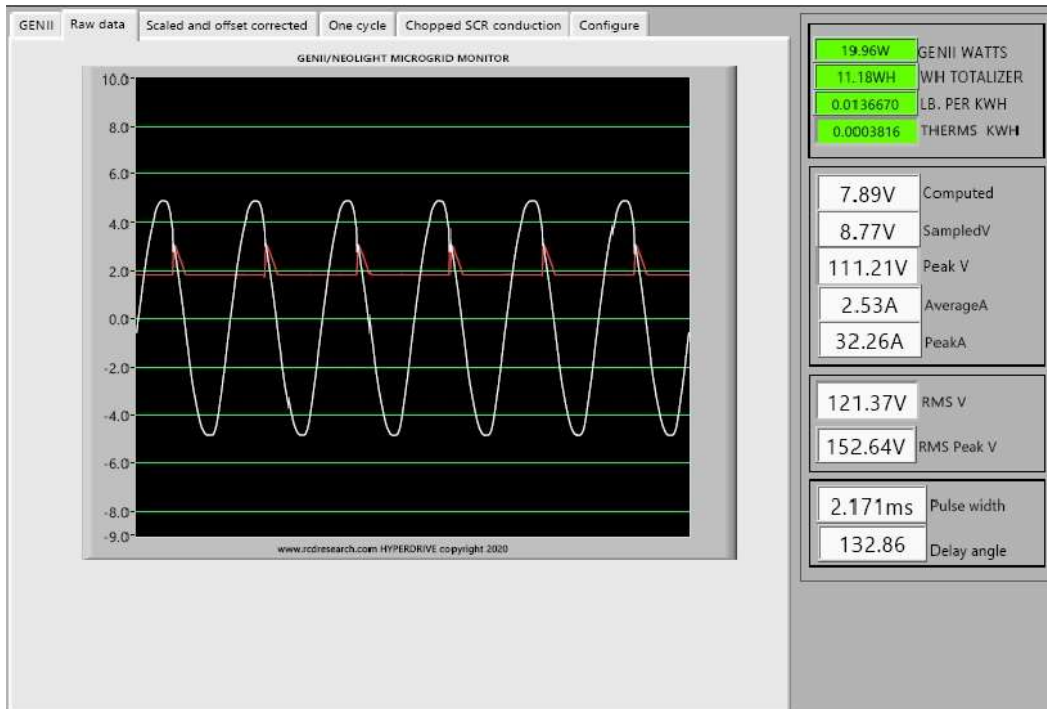 GENII Raw data Scaled and offset corrected One cycle Chopped SCR conduction Configure
GENII/NEOLIGHT MICROGRID MONITOR
10.0
8.0
6.0
4.0
2.0
0.0
-2.0
-4.0
-6.0
-8.0
-9.0
www.rcdresearch.com HYPERDRIVE copyright 2020
19.96W GENII WATTS
11.18WH WH TOTALIZER
0.0136670 LB. PER KWH
0.0003816 THERMS KWH
7.89V Computed
8.77V SampledV
111.21V Peak V
2.53A AverageA
32.26A PeakA
121.37V RMS V
152.64V RMS Peak V
2.171ms Pulse width
132.86 Delay angle